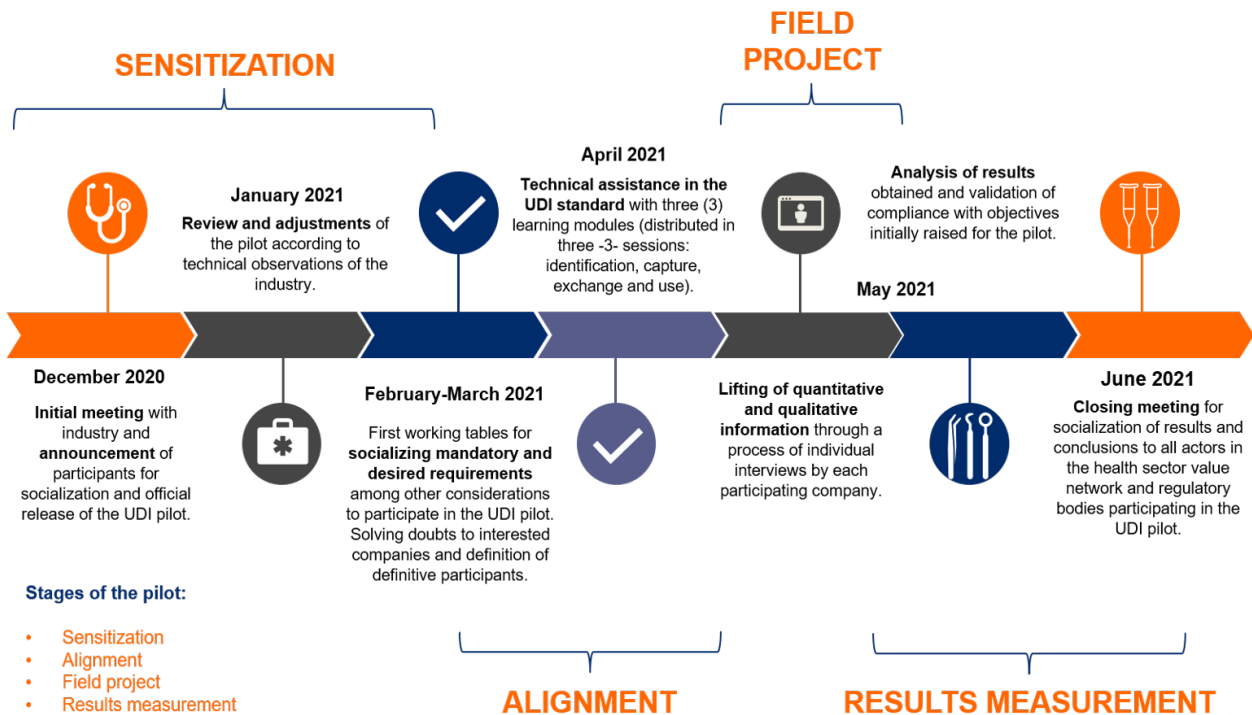 SENSITIZATION
FIELD
PROJECT
December 2020
Initial meeting with
industry and
announcement of
participants for
socialization and official
release of the UDI pilot.
January 2021
Review and adjustments of
the pilot according to
technical observations of the
industry.
February-March 2021
First working tables for
socializing mandatory and
desired requirements
among other considerations
to participate in the UDI pilot.
Solving doubts to interested
companies and definition of
definitive participants.
April 2021
Technical assistance in the
UDI standard with three (3)
learning modules (distributed in
three -3- sessions:
identification, capture,
exchange and use).
Lifting of quantitative
and qualitative
information through a
process of individual
interviews by each
participating company.
May 2021
Analysis of results
obtained and validation of
compliance with objectives
initially raised for the pilot.
June 2021
Closing meeting for
socialization of results and
conclusions to all actors in
the health sector value
network and regulatory
bodies participating in the
UDI pilot.
Stages of the pilot:
• Sensitization
• Alignment
• Field project
• Results measurement
ALIGNMENT
RESULTS MEASUREMENT